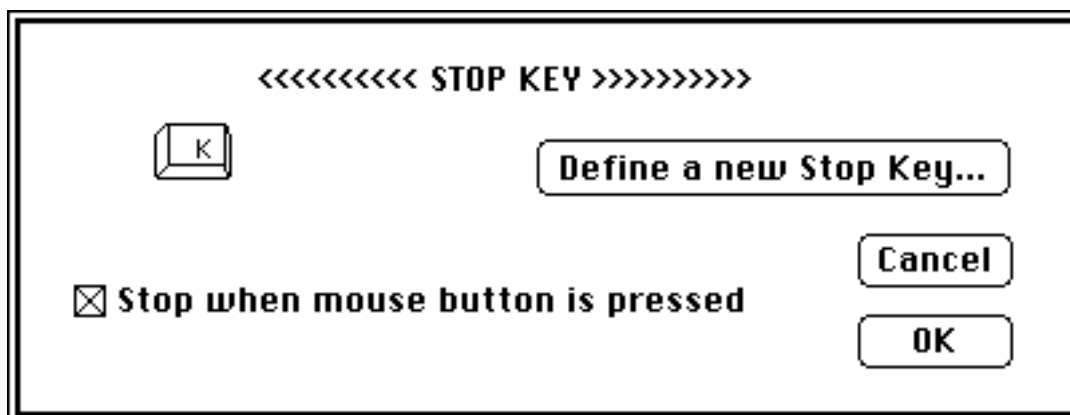 <<<<<<<<<< STOP KEY >>>>>>>>>>
K
Define a new Stop Key...
Cancel
Stop when mouse button is pressed
OK